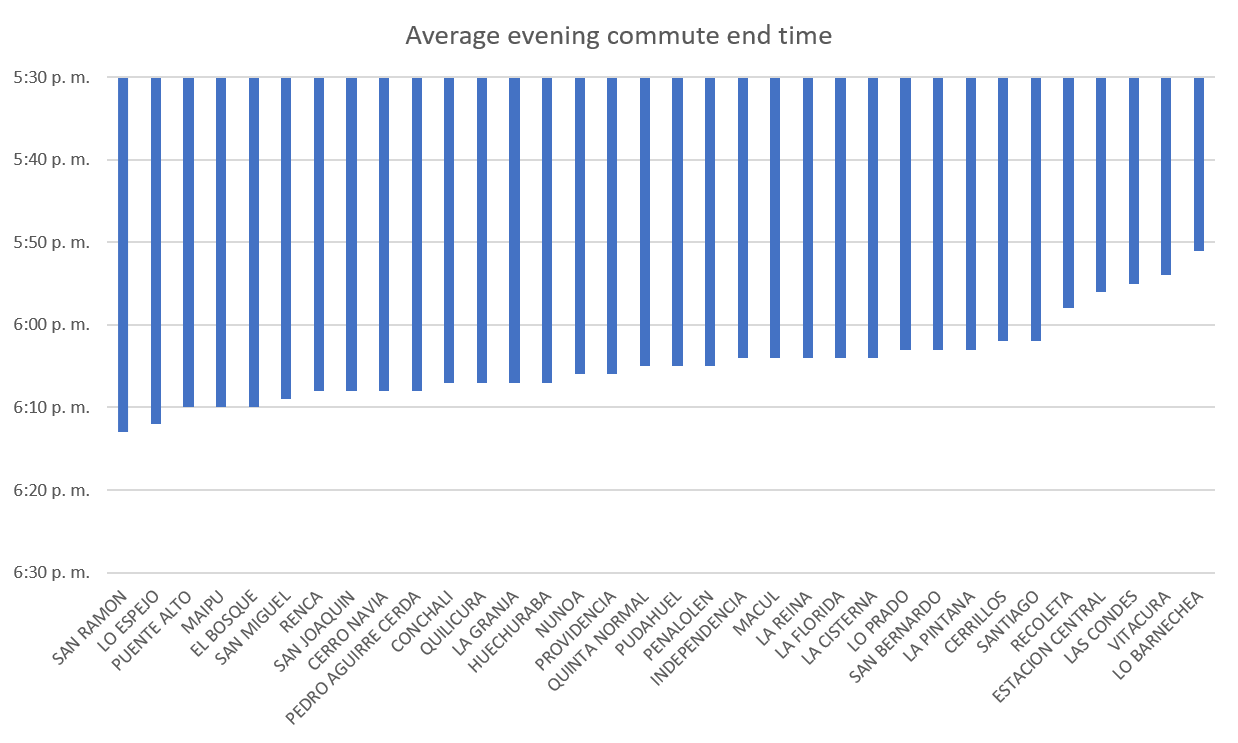 Average evening commute end time
5:30 p. m.
5:40 p. m.
5:50 p. m.
6:00 p. m.
6:10 p. m.
6:20 p. m.
6:30 p. m.
SAN RAMON
LO ESPEJO
PUENTE ALTO
MAIPU
EL BOSQUE
SAN MIGUEL
RENCA
SAN JOAQUIN
CERRO NAVIA
PEDRO AGUIRRE CERDA
CONCHALI
QUILICURA
LA GRANJA
HUECHURABA
NUNOA
PROVIDENCIA
QUINTA NORMAL
PUDAHUEL
PENALOLEN
INDEPENDENCIA
MACUL
LA REINA
LA FLORIDA
LA CISTERNA
LO PRADO
SAN BERNARDO
LA PINTANA
CERRILLOS
SANTIAGO
RECOLETA
ESTACION CENTRAL
LAS CONDES
VITACURA
LO BARNECHEA